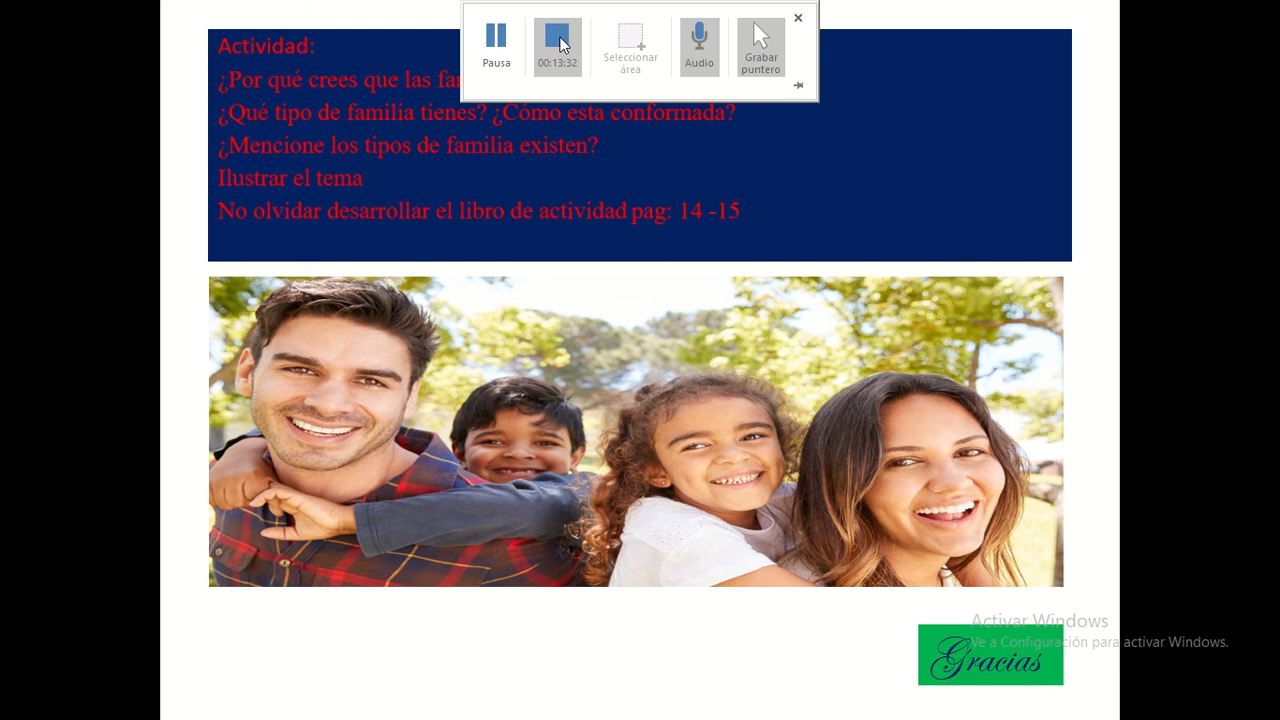 Actividad:
¿Por qué crees que las
¿Qué tipo de familia tienes? ¿Cómo esta conformada?
¿Mencione los tipos de familia existen?
Ilustrar el tema
No olvidar desarrollar el libro de actividad pag: 14 -15
Pausa
00:13:32
Seleccionar
área
Audio
Grabar
puntero
Activar Windows
Ve a Configuración para activar Windows.
Gracias